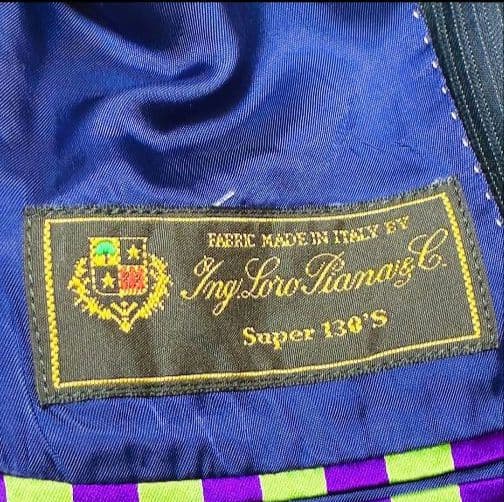 FABRIC MADE IN ITALY BY
Ing Loro Piana & C.
Super 130'S